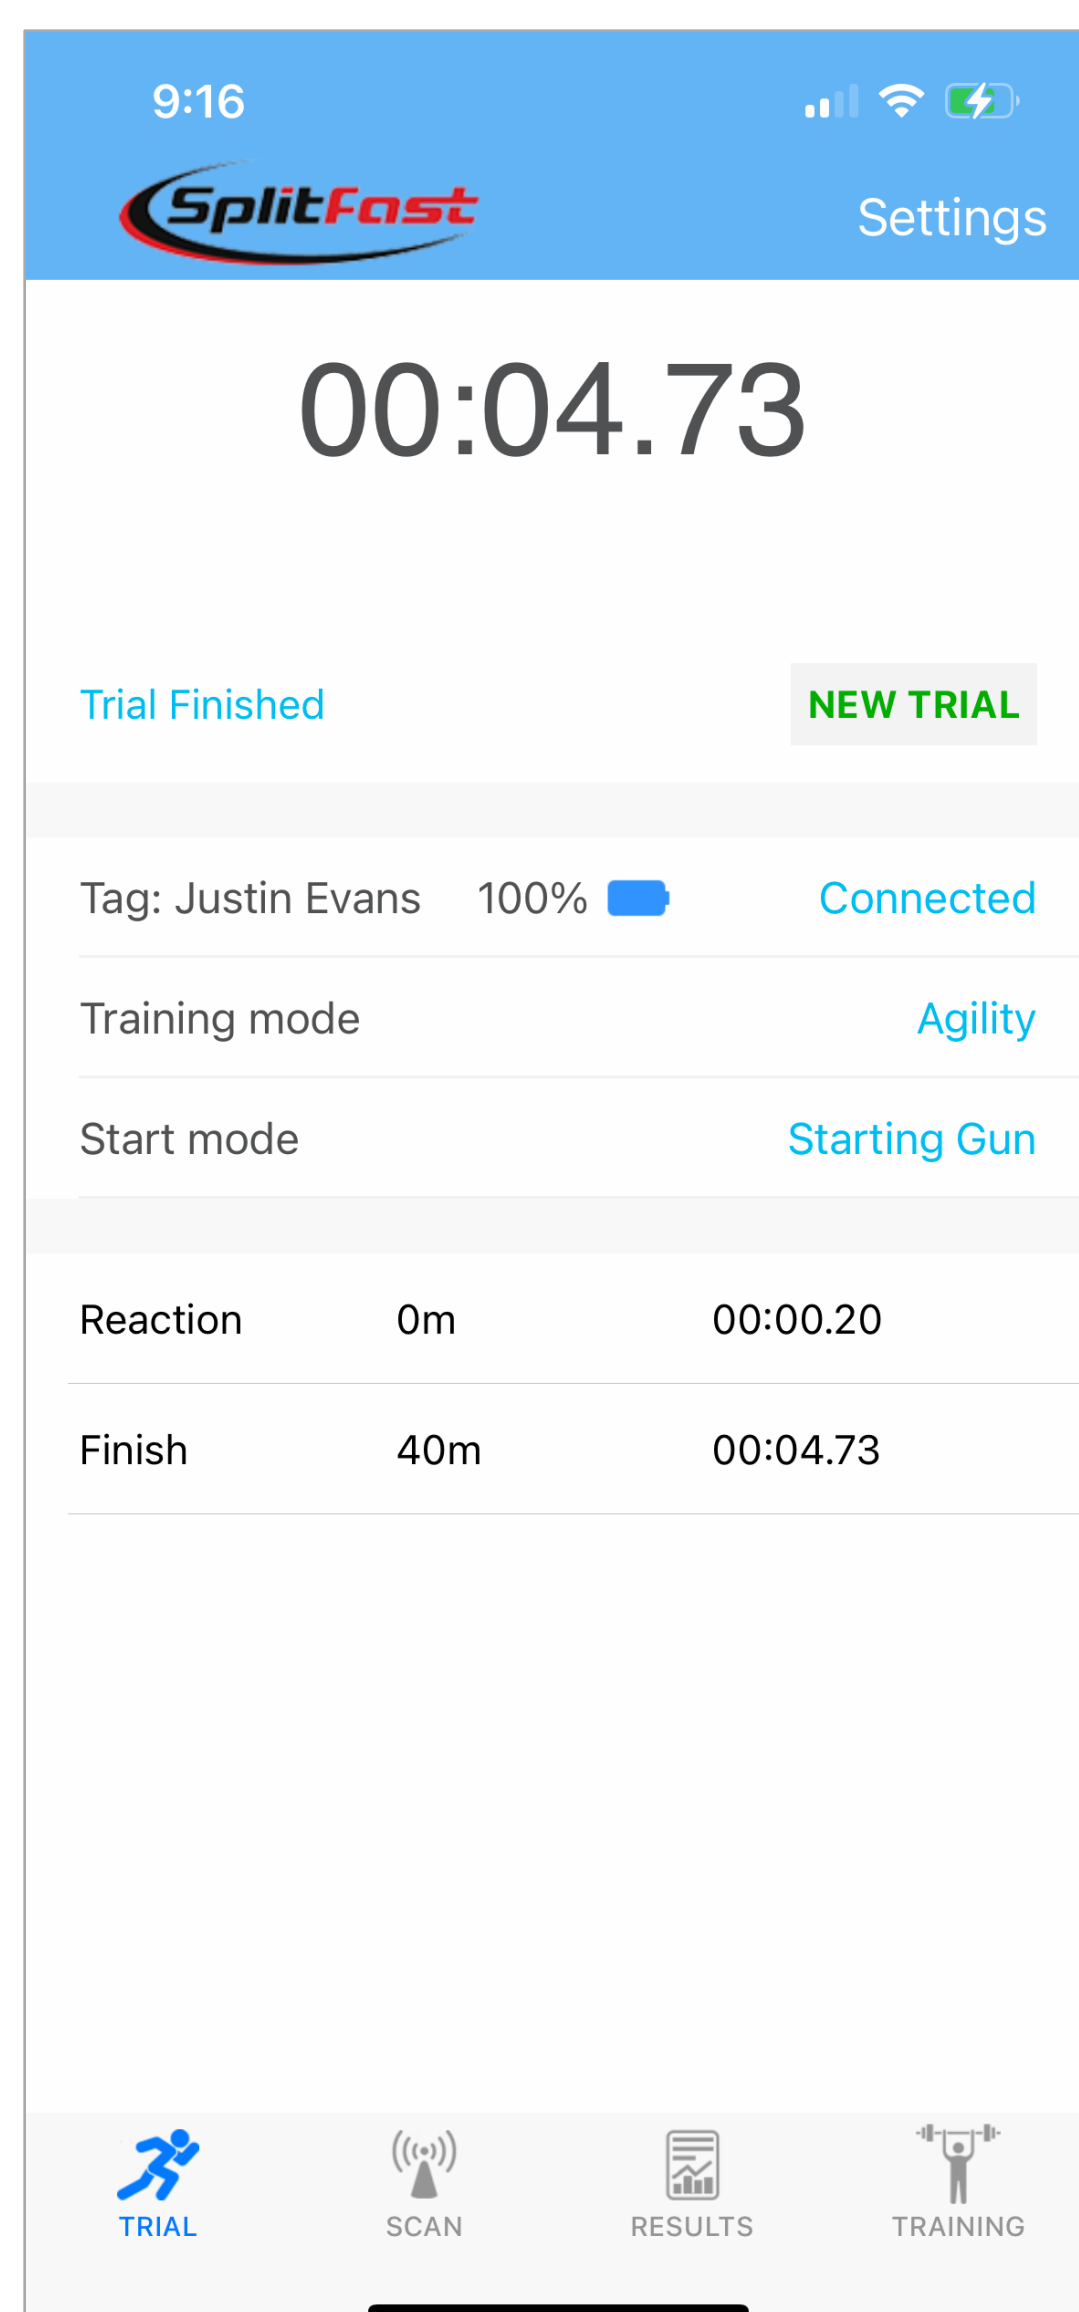 9:16
SplitFast
Settings
00:04.73
Trial Finished
NEW TRIAL
Tag: Justin Evans 100% Connected
Training mode Agility
Start mode Starting Gun
Reaction 0m 00:00.20
Finish 40m 00:04.73
TRIAL SCAN RESULTS TRAINING